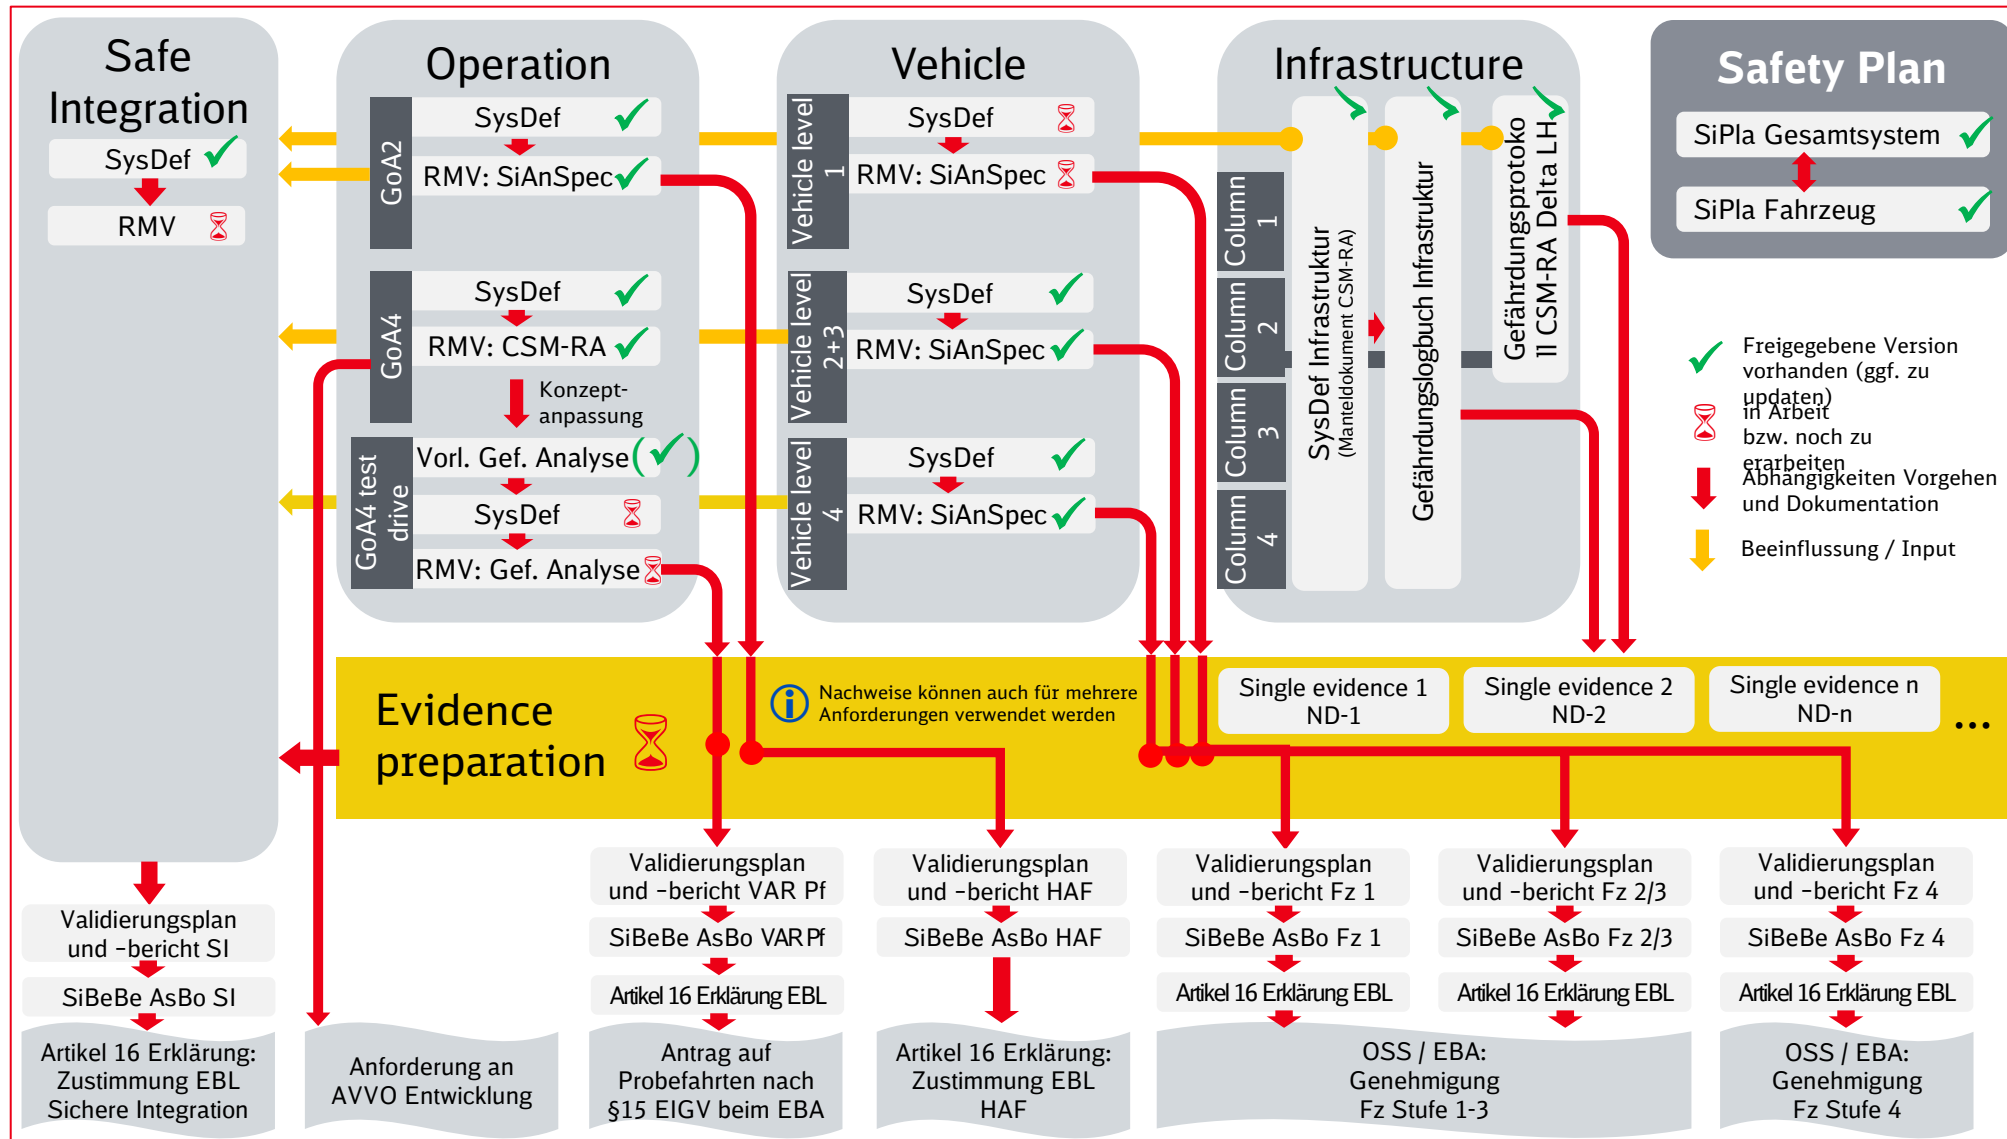 Safe
Integration
SysDef
RMV
Operation
GoA2
SysDef
RMV: SiAnSpec
GoA4
SysDef
RMV: CSM-RA
Konzept-
anpassung
GoA4 test
drive
Vorl. Gef. Analyse
( )
SysDef
RMV: Gef. Analyse
Vehicle
Vehicle level
1
SysDef
RMV: SiAnSpec
Vehicle level
2+3
SysDef
RMV: SiAnSpec
Vehicle level
4
SysDef
RMV: SiAnSpec
Infrastructure
Column
1
Column
2
Column
3
Column
4
SysDef Infrastruktur
(Manteldokument CSM-RA)
Gefährdungslogbuch Infrastruktur
Gefährdungsprotoko
ll CSM-RA Delta LH
Safety Plan
SiPla Gesamtsystem
SiPla Fahrzeug
Freigegebene Version
vorhanden (ggf. zu
updaten)
in Arbeit
bzw. noch zu
erarbeiten
Abhängigkeiten Vorgehen
und Dokumentation
Beeinflussung / Input
Evidence
preparation
i
Nachweise können auch für mehrere
Anforderungen verwendet werden
Single evidence 1
ND-1
Single evidence 2
ND-2
Single evidence n
ND-n
...
Validierungsplan
und -bericht SI
SiBeBe AsBo SI
Artikel 16 Erklärung:
Zustimmung EBL
Sichere Integration
Anforderung an
AVVO Entwicklung
Validierungsplan
und -bericht VAR Pf
SiBeBe AsBo VAR Pf
Artikel 16 Erklärung EBL
Antrag auf
Probefahrten nach
§15 EIGV beim EBA
Validierungsplan
und -bericht HAF
SiBeBe AsBo HAF
Artikel 16 Erklärung:
Zustimmung EBL
HAF
Validierungsplan
und -bericht Fz 1
SiBeBe AsBo Fz 1
Artikel 16 Erklärung EBL
Validierungsplan
und -bericht Fz 2/3
SiBeBe AsBo Fz 2/3
Artikel 16 Erklärung EBL
OSS / EBA:
Genehmigung
Fz Stufe 1-3
Validierungsplan
und -bericht Fz 4
SiBeBe AsBo Fz 4
Artikel 16 Erklärung EBL
OSS / EBA:
Genehmigung
Fz Stufe 4